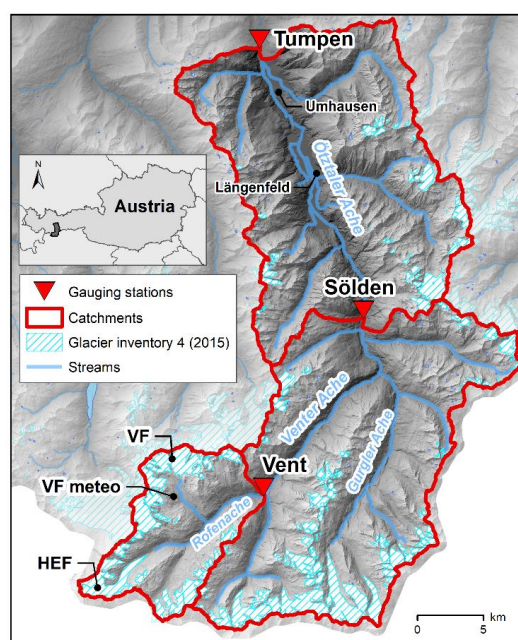 Tumpen
Umhausen
Ötztaler Ache
Längenfeld
N
Austria
Sölden
Gauging stations
Catchments
Glacier inventory 4 (2015)
Streams
Venter Ache
Gurgler Ache
VF
Vent
VF meteo
Rofenache
HEF
0 5
km